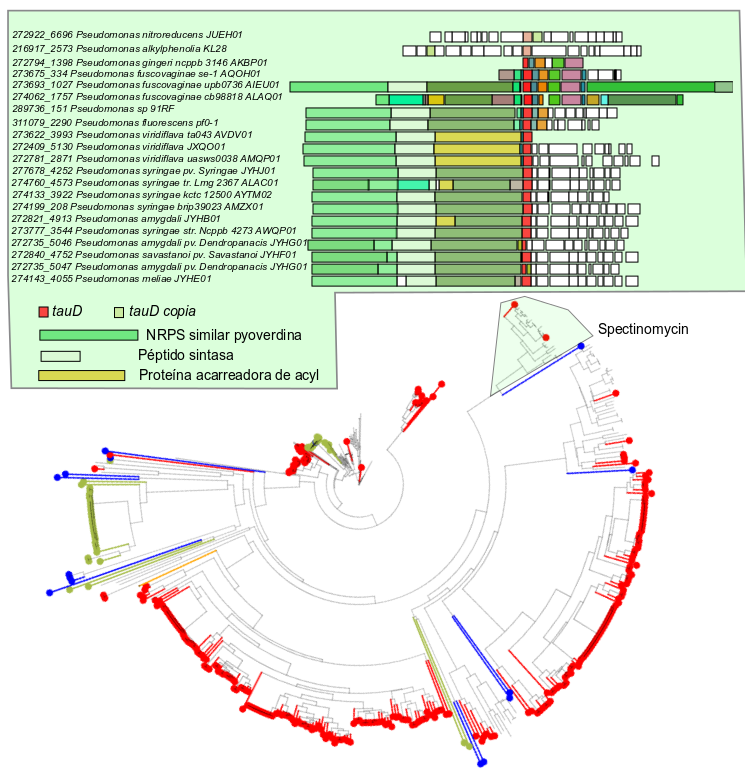 272922_6696 Pseudomonas nitroreducens JUEH01
216917_2573 Pseudomonas alkylphenolia KL28
272794_1398 Pseudomonas gingeri ncppb 3146 AKBP01
273675_334 Pseudomonas fuscovaginae se-1 AQOH01
273693_1027 Pseudomonas fuscovaginae upb0736 AIEU01
274062_1757 Pseudomonas fuscovaginae cb98818 ALAQ01
289736_151 Pseudomonas sp 91RF
311079_2290 Pseudomonas fluorescens pf0-1
273622_3993 Pseudomonas viridiflava ta043 AVDV01
272409_5130 Pseudomonas viridiflava JXQO01
272781_2871 Pseudomonas viridiflava uasws0038 AMQP01
277678_4252 Pseudomonas syringae pv. Syringae JYHJ01
274760_4573 Pseudomonas syringae tr. Lmg 2367 ALAC01
274133_3922 Pseudomonas syringae kctc 12500 AYTM02
274199_208 Pseudomonas syringae brip39023 AMZX01
272821_4913 Pseudomonas amygdali JYHB01
273777_3544 Pseudomonas syringae str. Ncppb 4273 AWQP01
272735_5046 Pseudomonas amygdali pv. Dendropanacis JYHG01
272840_4752 Pseudomonas savastanoi pv. Savastanoi JYHF01
272735_5047 Pseudomonas amygdali pv. Dendropanacis JYHG01
274143_4055 Pseudomonas meliae JYHE01
tauD tauD copia
NRPS similar pyoverdina
Péptido sintasa
Proteína acarreadora de acyl
Spectinomycin